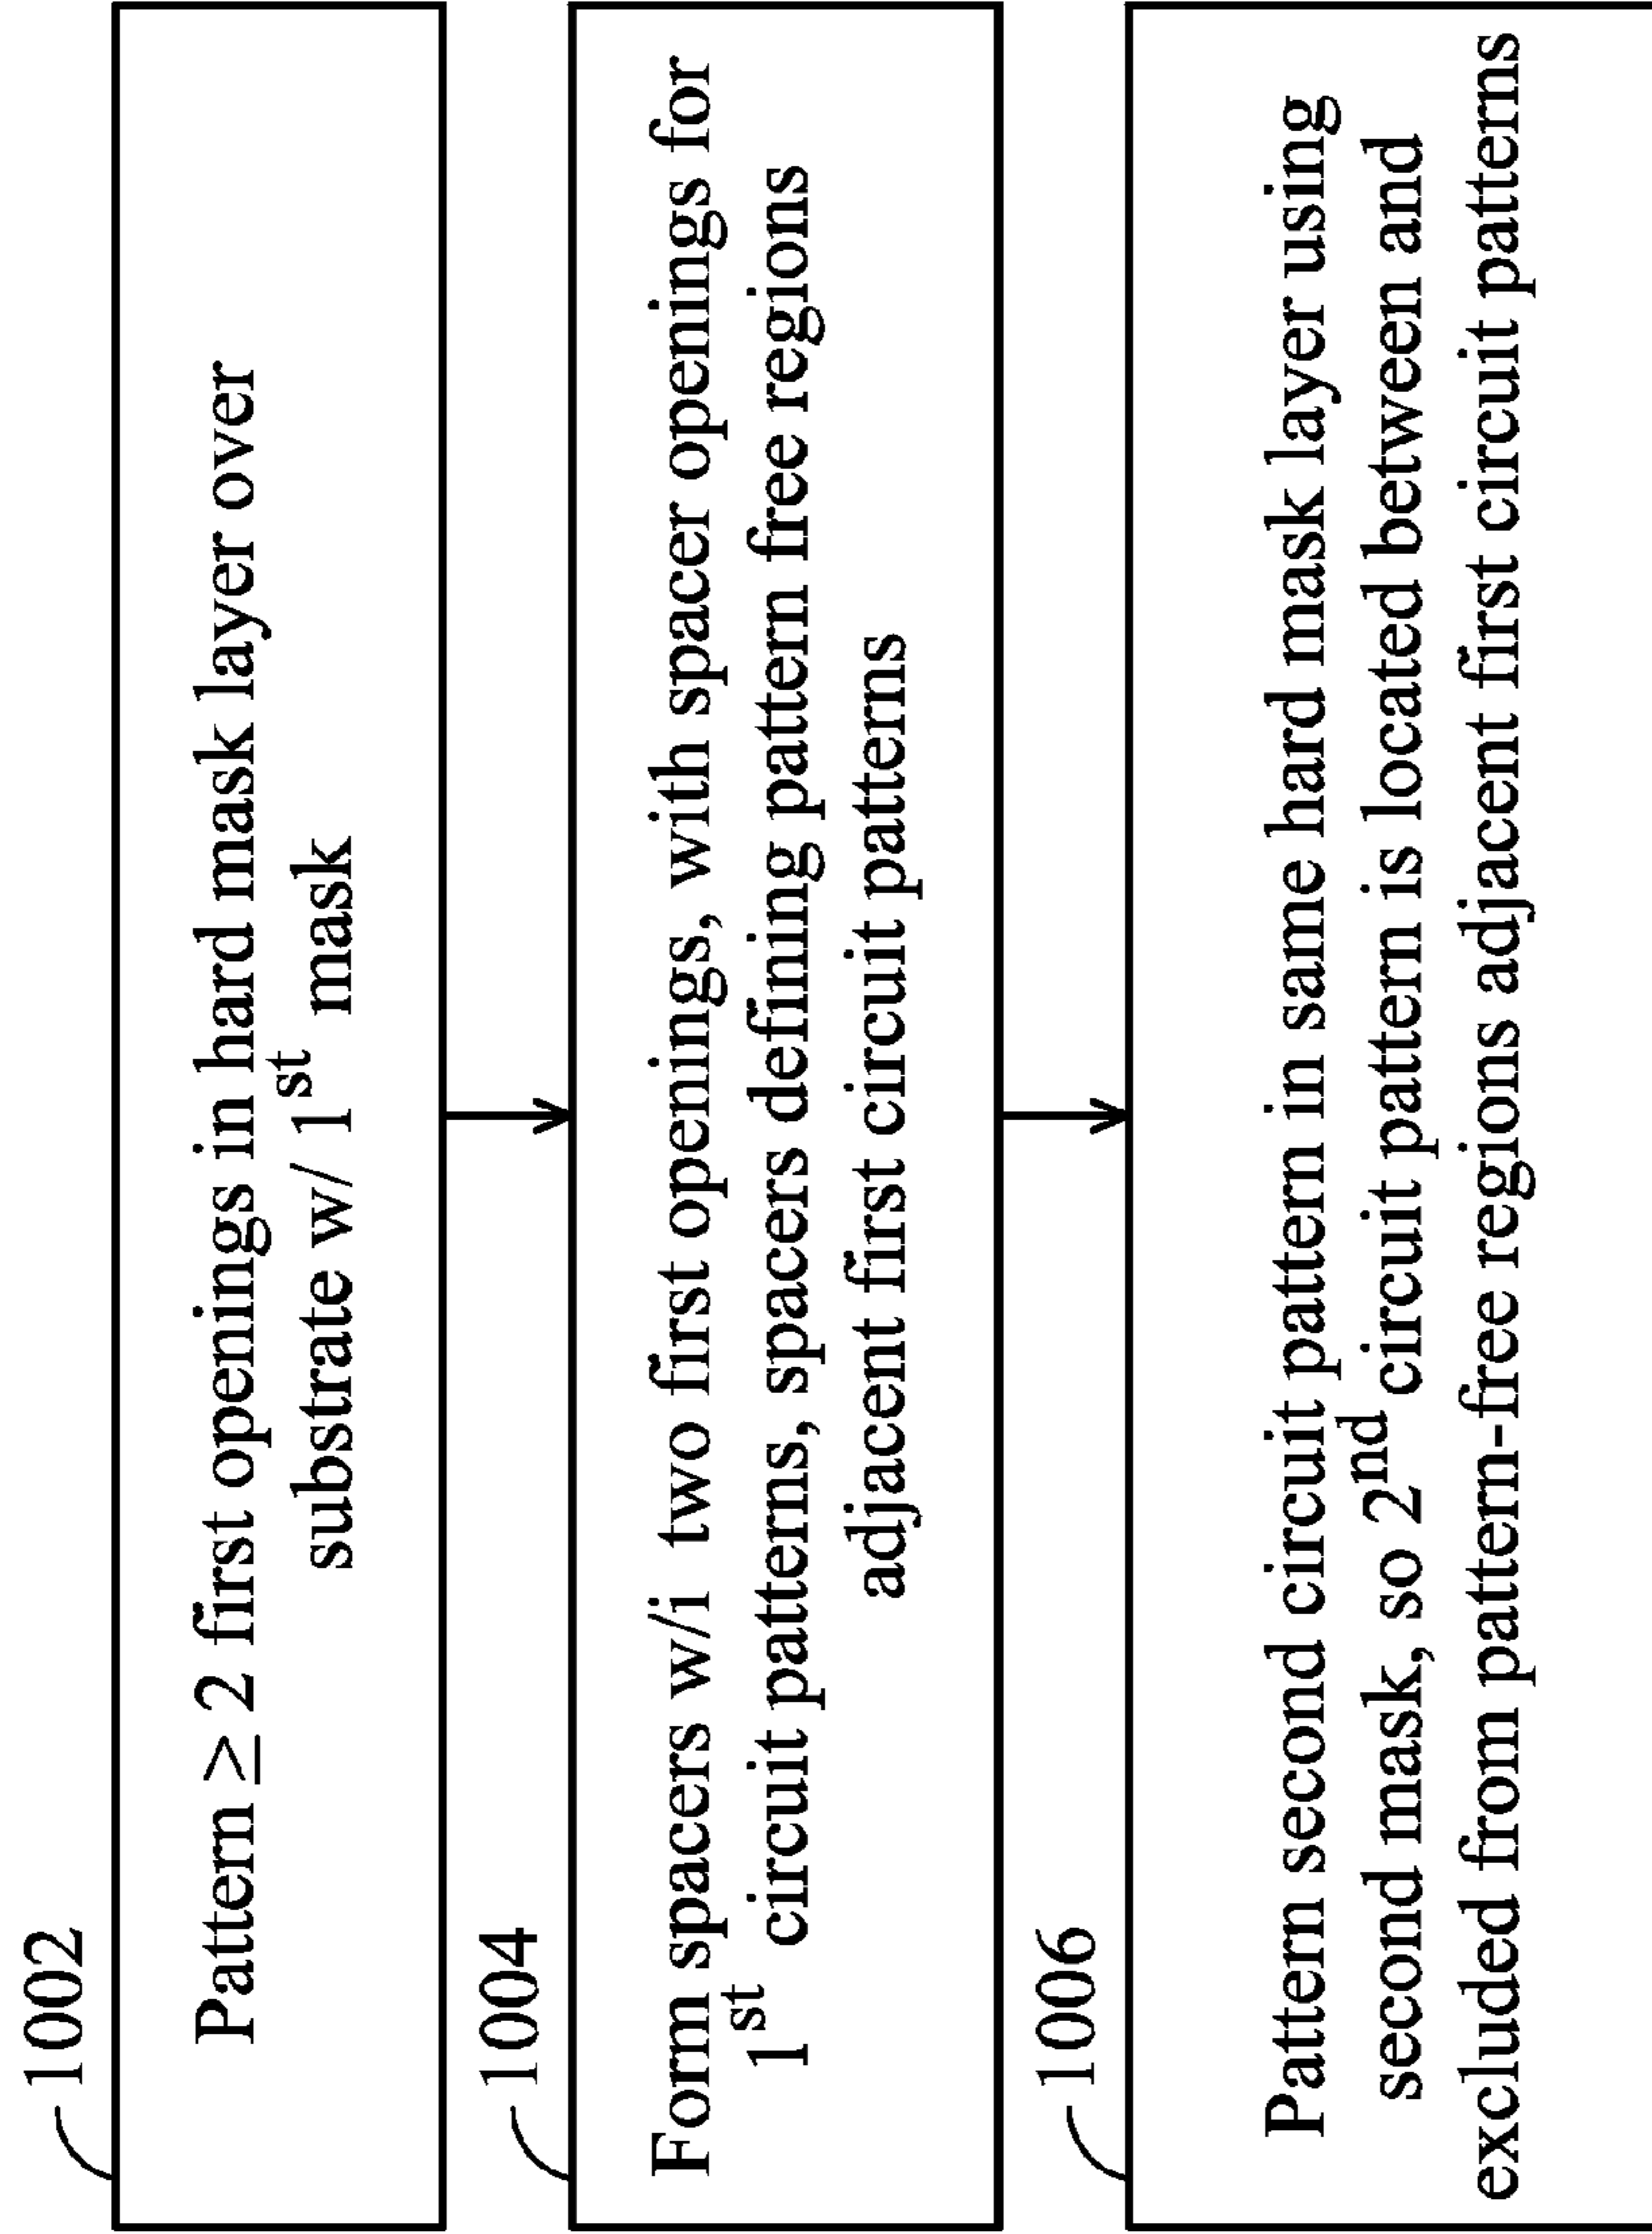 1002
Pattern ≥ 2 first openings in hard mask layer over
substrate w/ 1st mask
1004
Form spacers w/i two first openings, with spacer openings for
1st circuit patterns, spacers defining pattern free regions
adjacent first circuit patterns
1006
Pattern second circuit pattern in same hard mask layer using
second mask, so 2nd circuit pattern is located between and
excluded from pattern-free regions adjacent first circuit patterns